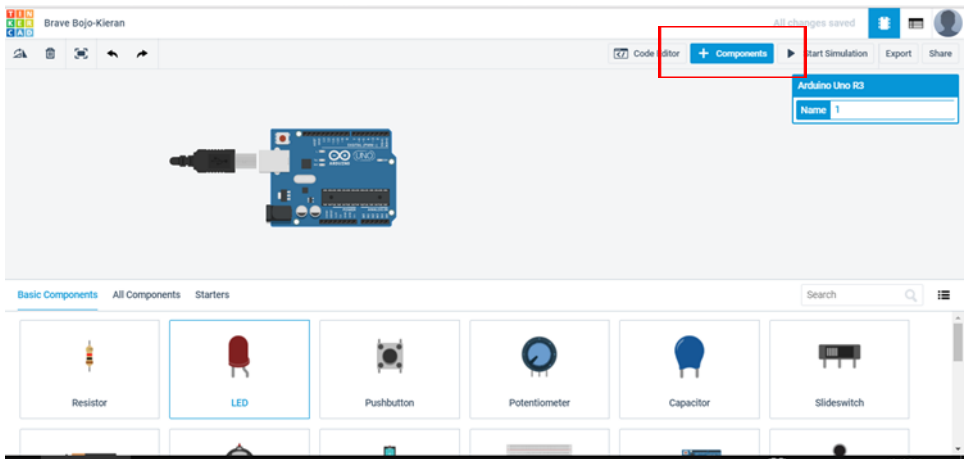 TIN
KER
CAD
Brave Bojo-Kieran
All changes saved
Code Editor
+ Components
Start Simulation
Export
Share
Arduino Uno R3
Name 1
UNO
Basic Components
All Components
Starters
Search
Resistor
LED
Pushbutton
Potentiometer
Capacitor
Slideswitch